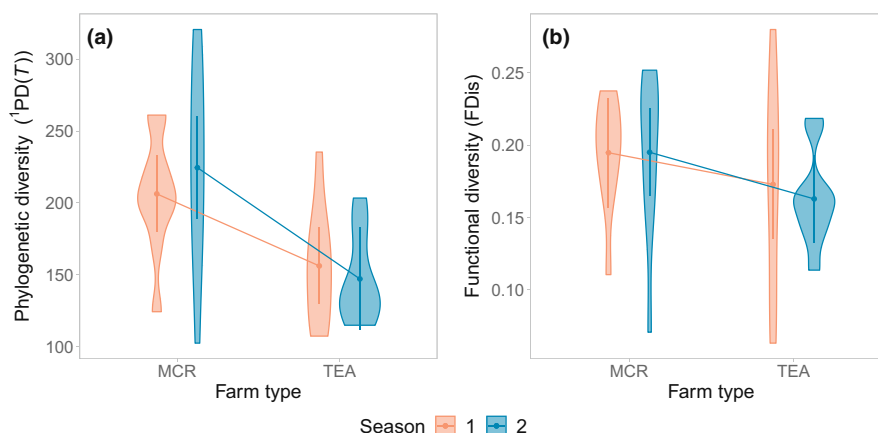 (a)
Phylogenetic diversity (¹PD(T))
300
250
200
150
100
MCR
TEA
Farm type
(b)
Functional diversity (FDis)
0.25
0.20
0.15
0.10
MCR
TEA
Farm type
Season 1 2